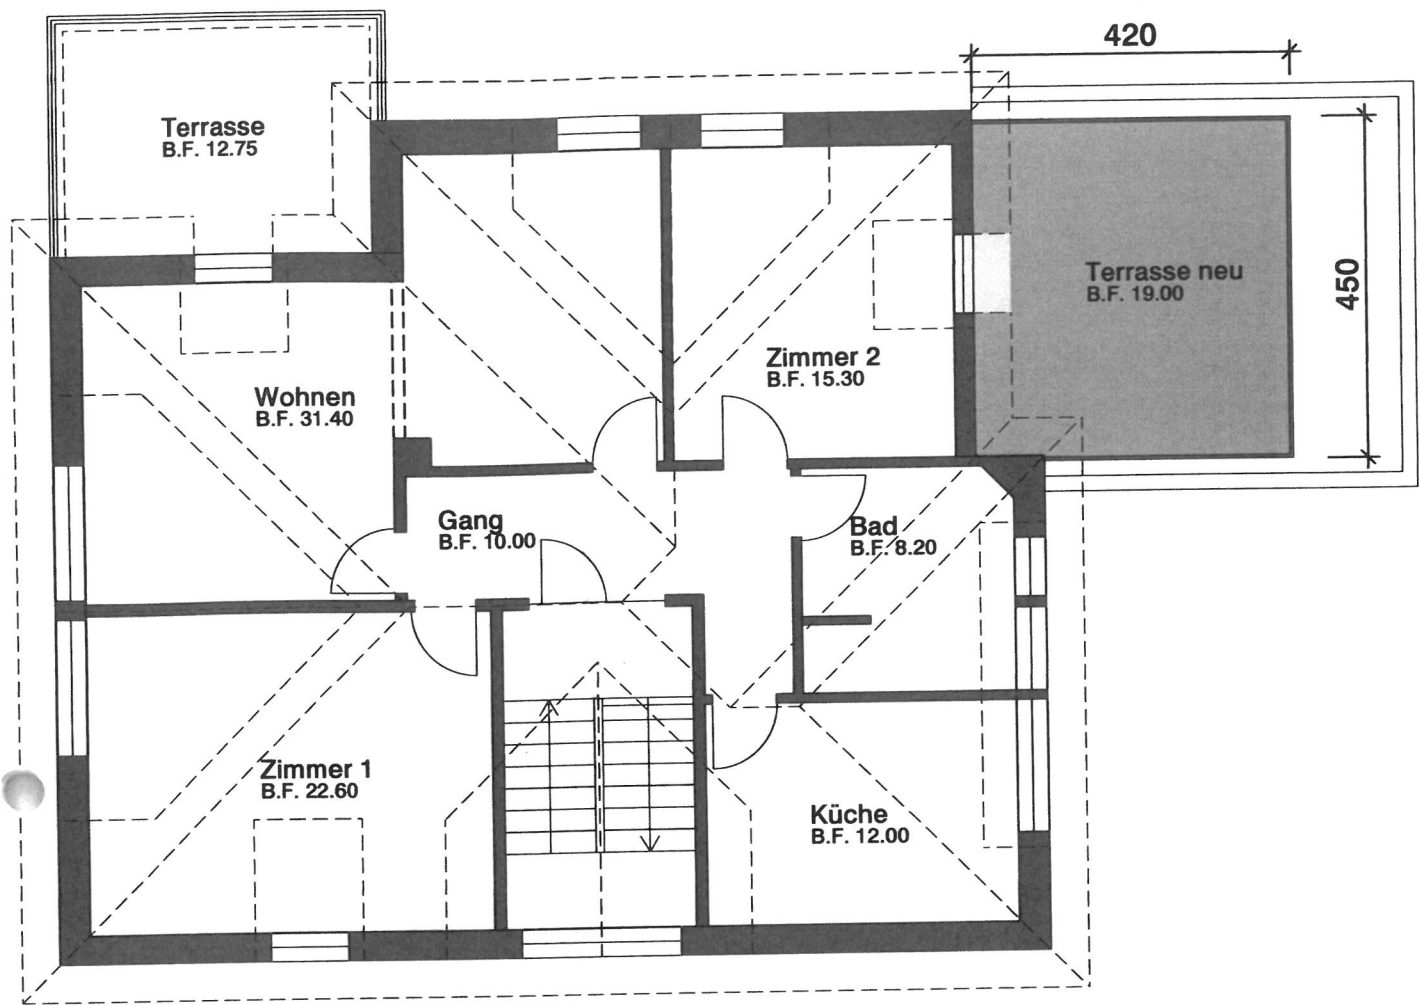 420
Terrasse
B.F. 12.75
Terrasse neu
B.F. 19.00
450
Zimmer 2
B.F. 15.30
Wohnen
B.F. 31.40
Gang
B.F. 10.00
Bad
B.F. 8.20
Zimmer 1
B.F. 22.60
Küche
B.F. 12.00